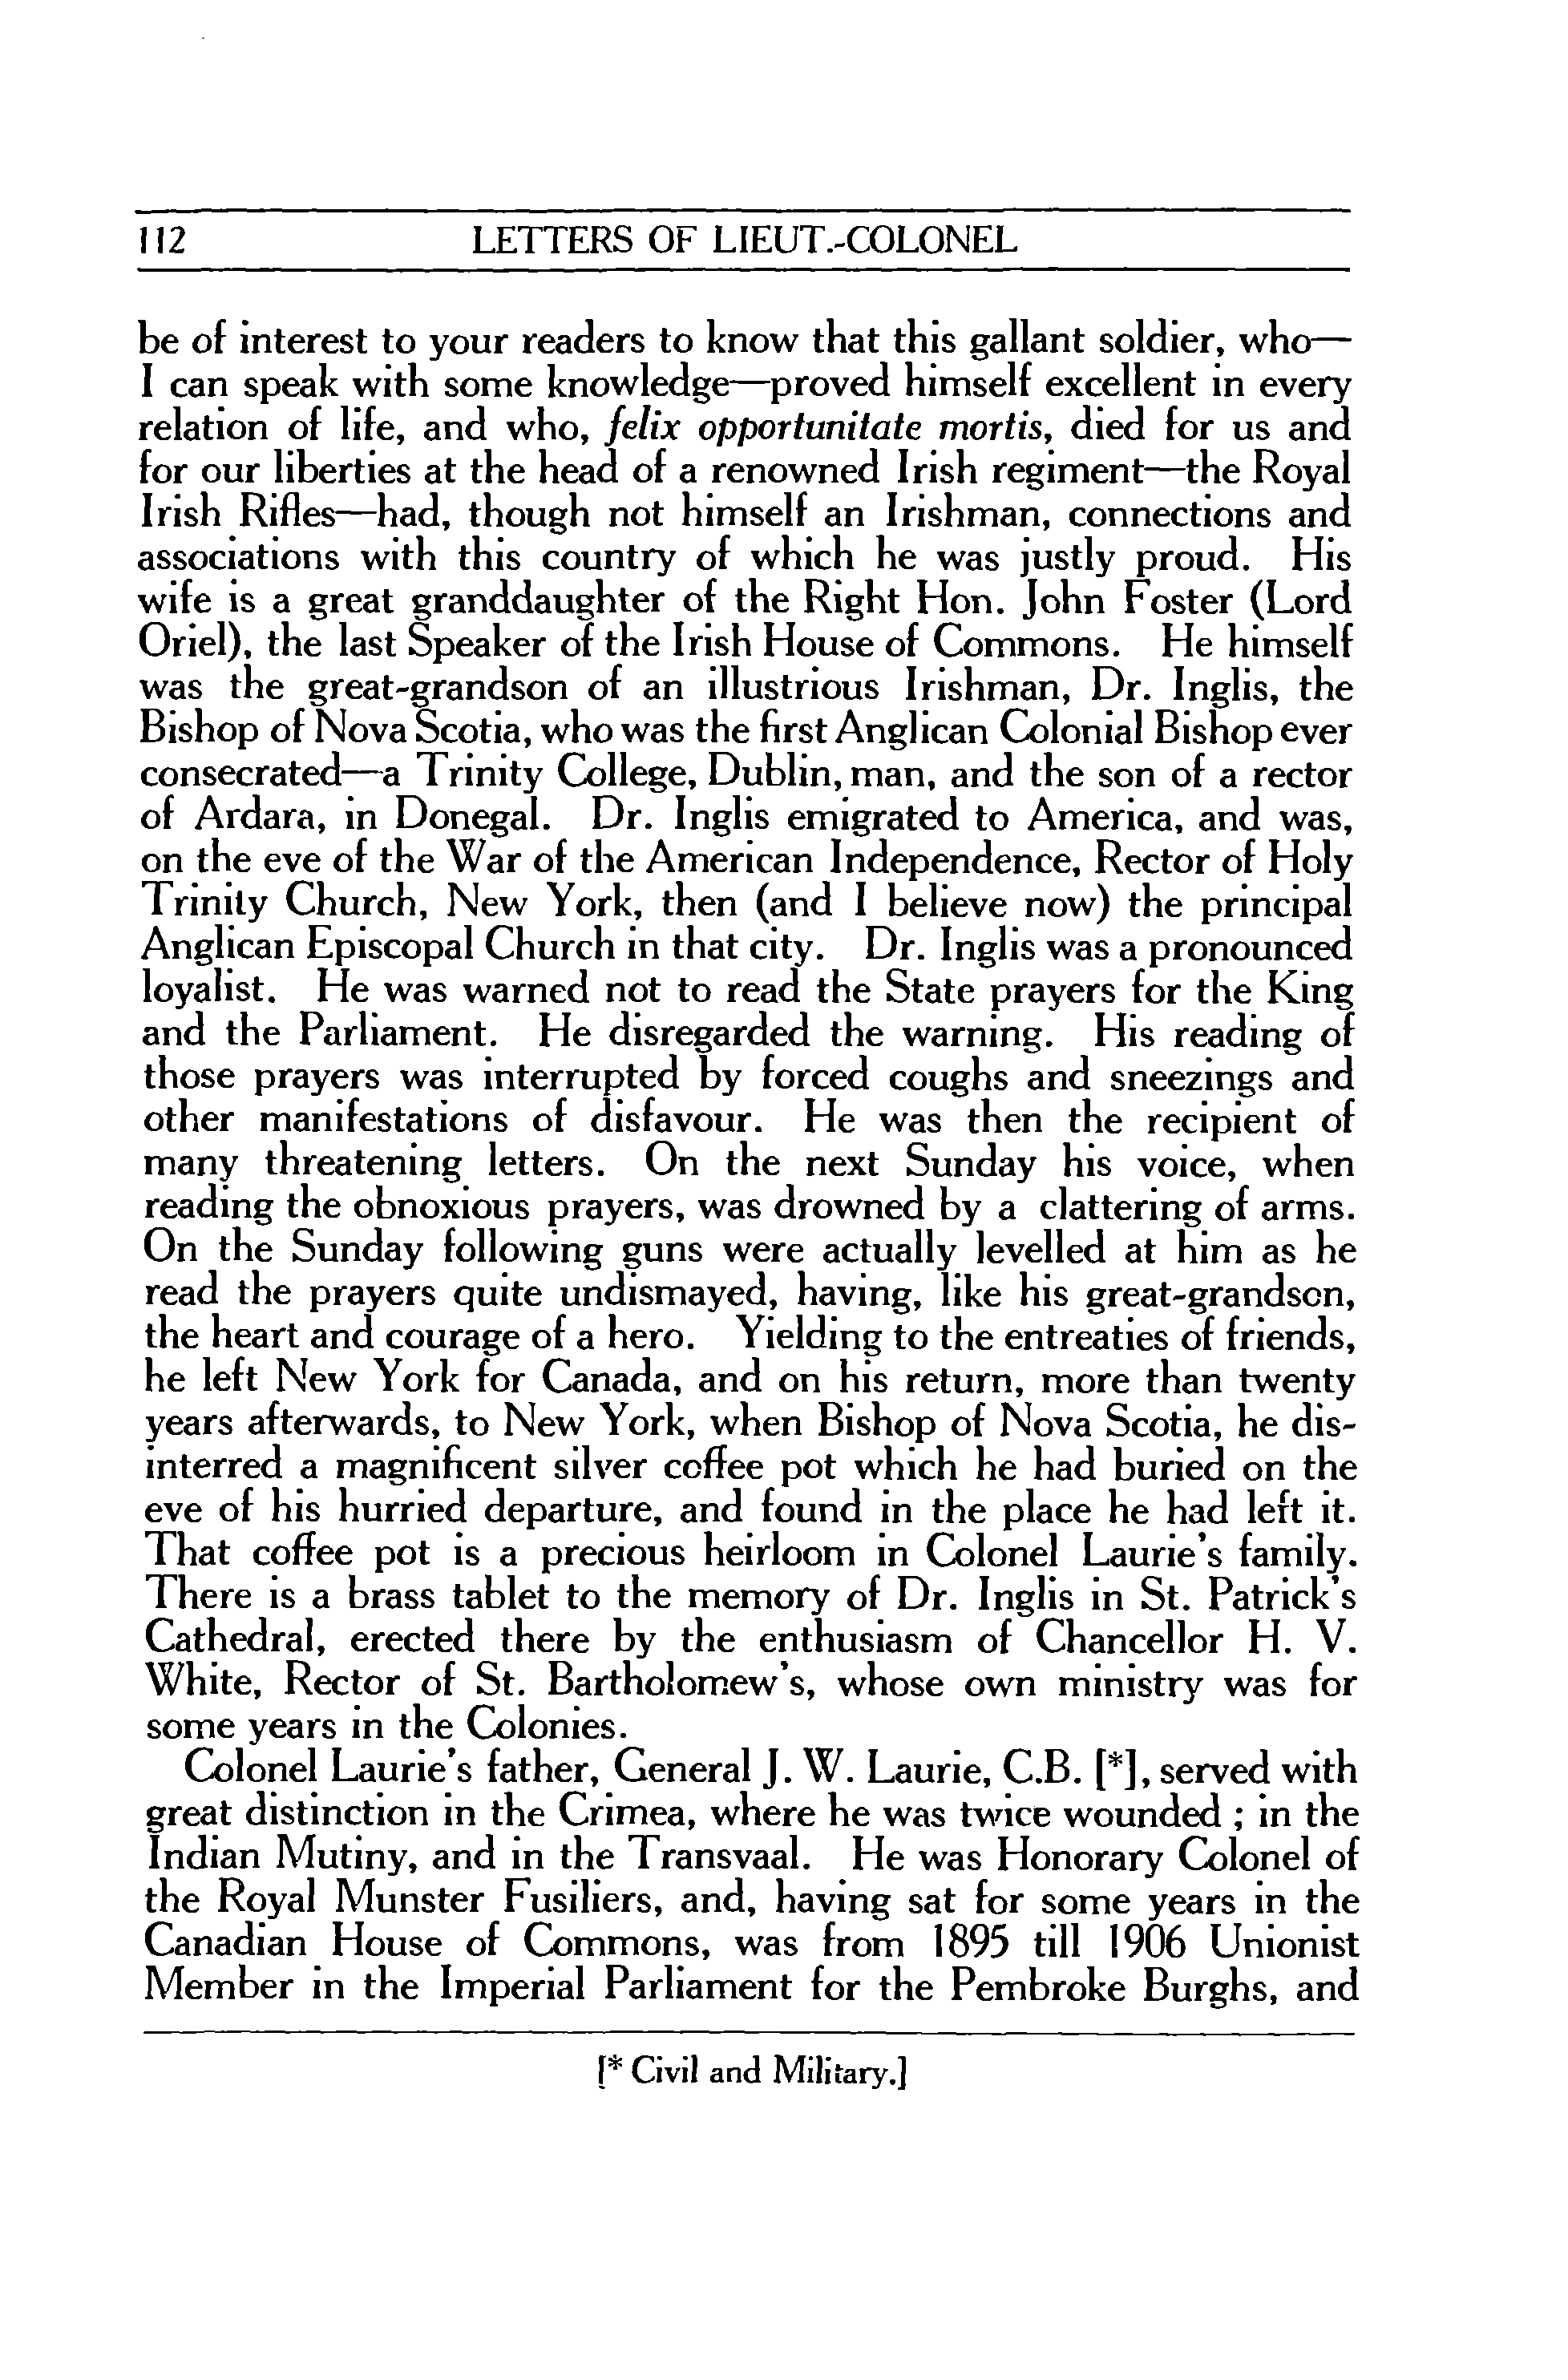 112 LETTERS OF LIEUT.-COLONEL
be of interest to your readers to know that this gallant soldier, who—
I can speak with some knowledge—proved himself excellent in every
relation of life, and who, felix opportunitate mortis, died for us and
for our liberties at the head of a renowned Irish regiment—the Royal
Irish Rifles—had, though not himself an Irishman, connections and
associations with this country of which he was justly proud. His
wife is a great granddaughter of the Right Hon. John Foster (Lord
Oriel), the last Speaker of the Irish House of Commons. He himself
was the great-grandson of an illustrious Irishman, Dr. Inglis, the
Bishop of Nova Scotia, who was the first Anglican Colonial Bishop ever
consecrated—a Trinity College, Dublin, man, and the son of a rector
of Ardara, in Donegal. Dr. Inglis emigrated to America, and was,
on the eve of the War of the American Independence, Rector of Holy
Trinity Church, New York, then (and I believe now) the principal
Anglican Episcopal Church in that city. Dr. Inglis was a pronounced
loyalist. He was warned not to read the State prayers for the King
and the Parliament. He disregarded the warning. His reading of
those prayers was interrupted by forced coughs and sneezings and
other manifestations of disfavour. He was then the recipient of
many threatening letters. On the next Sunday his voice, when
reading the obnoxious prayers, was drowned by a clattering of arms.
On the Sunday following guns were actually levelled at him as he
read the prayers quite undismayed, having, like his great-grandson,
the heart and courage of a hero. Yielding to the entreaties of friends,
he left New York for Canada, and on his return, more than twenty
years afterwards, to New York, when Bishop of Nova Scotia, he dis-
interred a magnificent silver coffee pot which he had buried on the
eve of his hurried departure, and found in the place he had left it.
That coffee pot is a precious heirloom in Colonel Laurie's family.
There is a brass tablet to the memory of Dr. Inglis in St. Patrick's
Cathedral, erected there by the enthusiasm of Chancellor H. V.
White, Rector of St. Bartholomew's, whose own ministry was for
some years in the Colonies.
Colonel Laurie's father, General J. W. Laurie, C.B. [*], served with
great distinction in the Crimea, where he was twice wounded ; in the
Indian Mutiny, and in the Transvaal. He was Honorary Colonel of
the Royal Munster Fusiliers, and, having sat for some years in the
Canadian House of Commons, was from 1895 till 1906 Unionist
Member in the Imperial Parliament for the Pembroke Burghs, and
[* Civil and Military.]